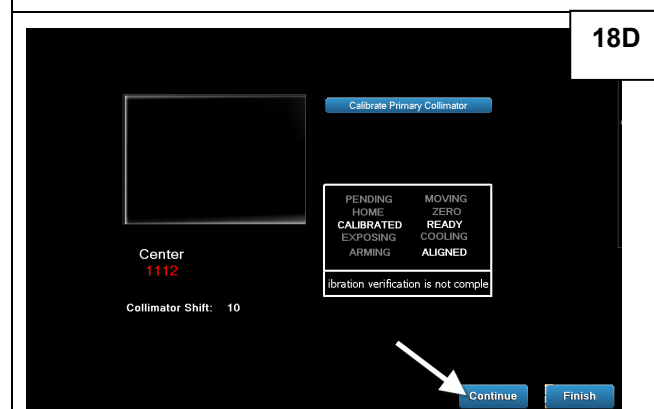 18D
Calibrate Primary Collimator
PENDING MOVING
HOME ZERO
CALIBRATED READY
EXPOSING COOLING
ARMING ALIGNED
ibration verification is not comple
Center
1112
Collimator Shift: 10
Continue Finish